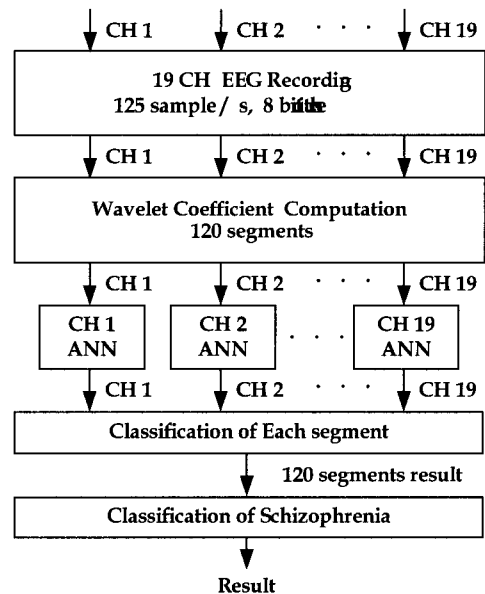 CH 1 CH 2 · · · CH 19
19 CH EEG Recording
125 sample / s, 8 bit
CH 1 CH 2 · · · CH 19
Wavelet Coefficient Computation
120 segments
CH 1 CH 2 · · · CH 19
CH 1 CH 2 CH 19
ANN ANN · · · ANN
CH 1 CH 2 · · · CH 19
Classification of Each segment
120 segments result
Classification of Schizophrenia
Result